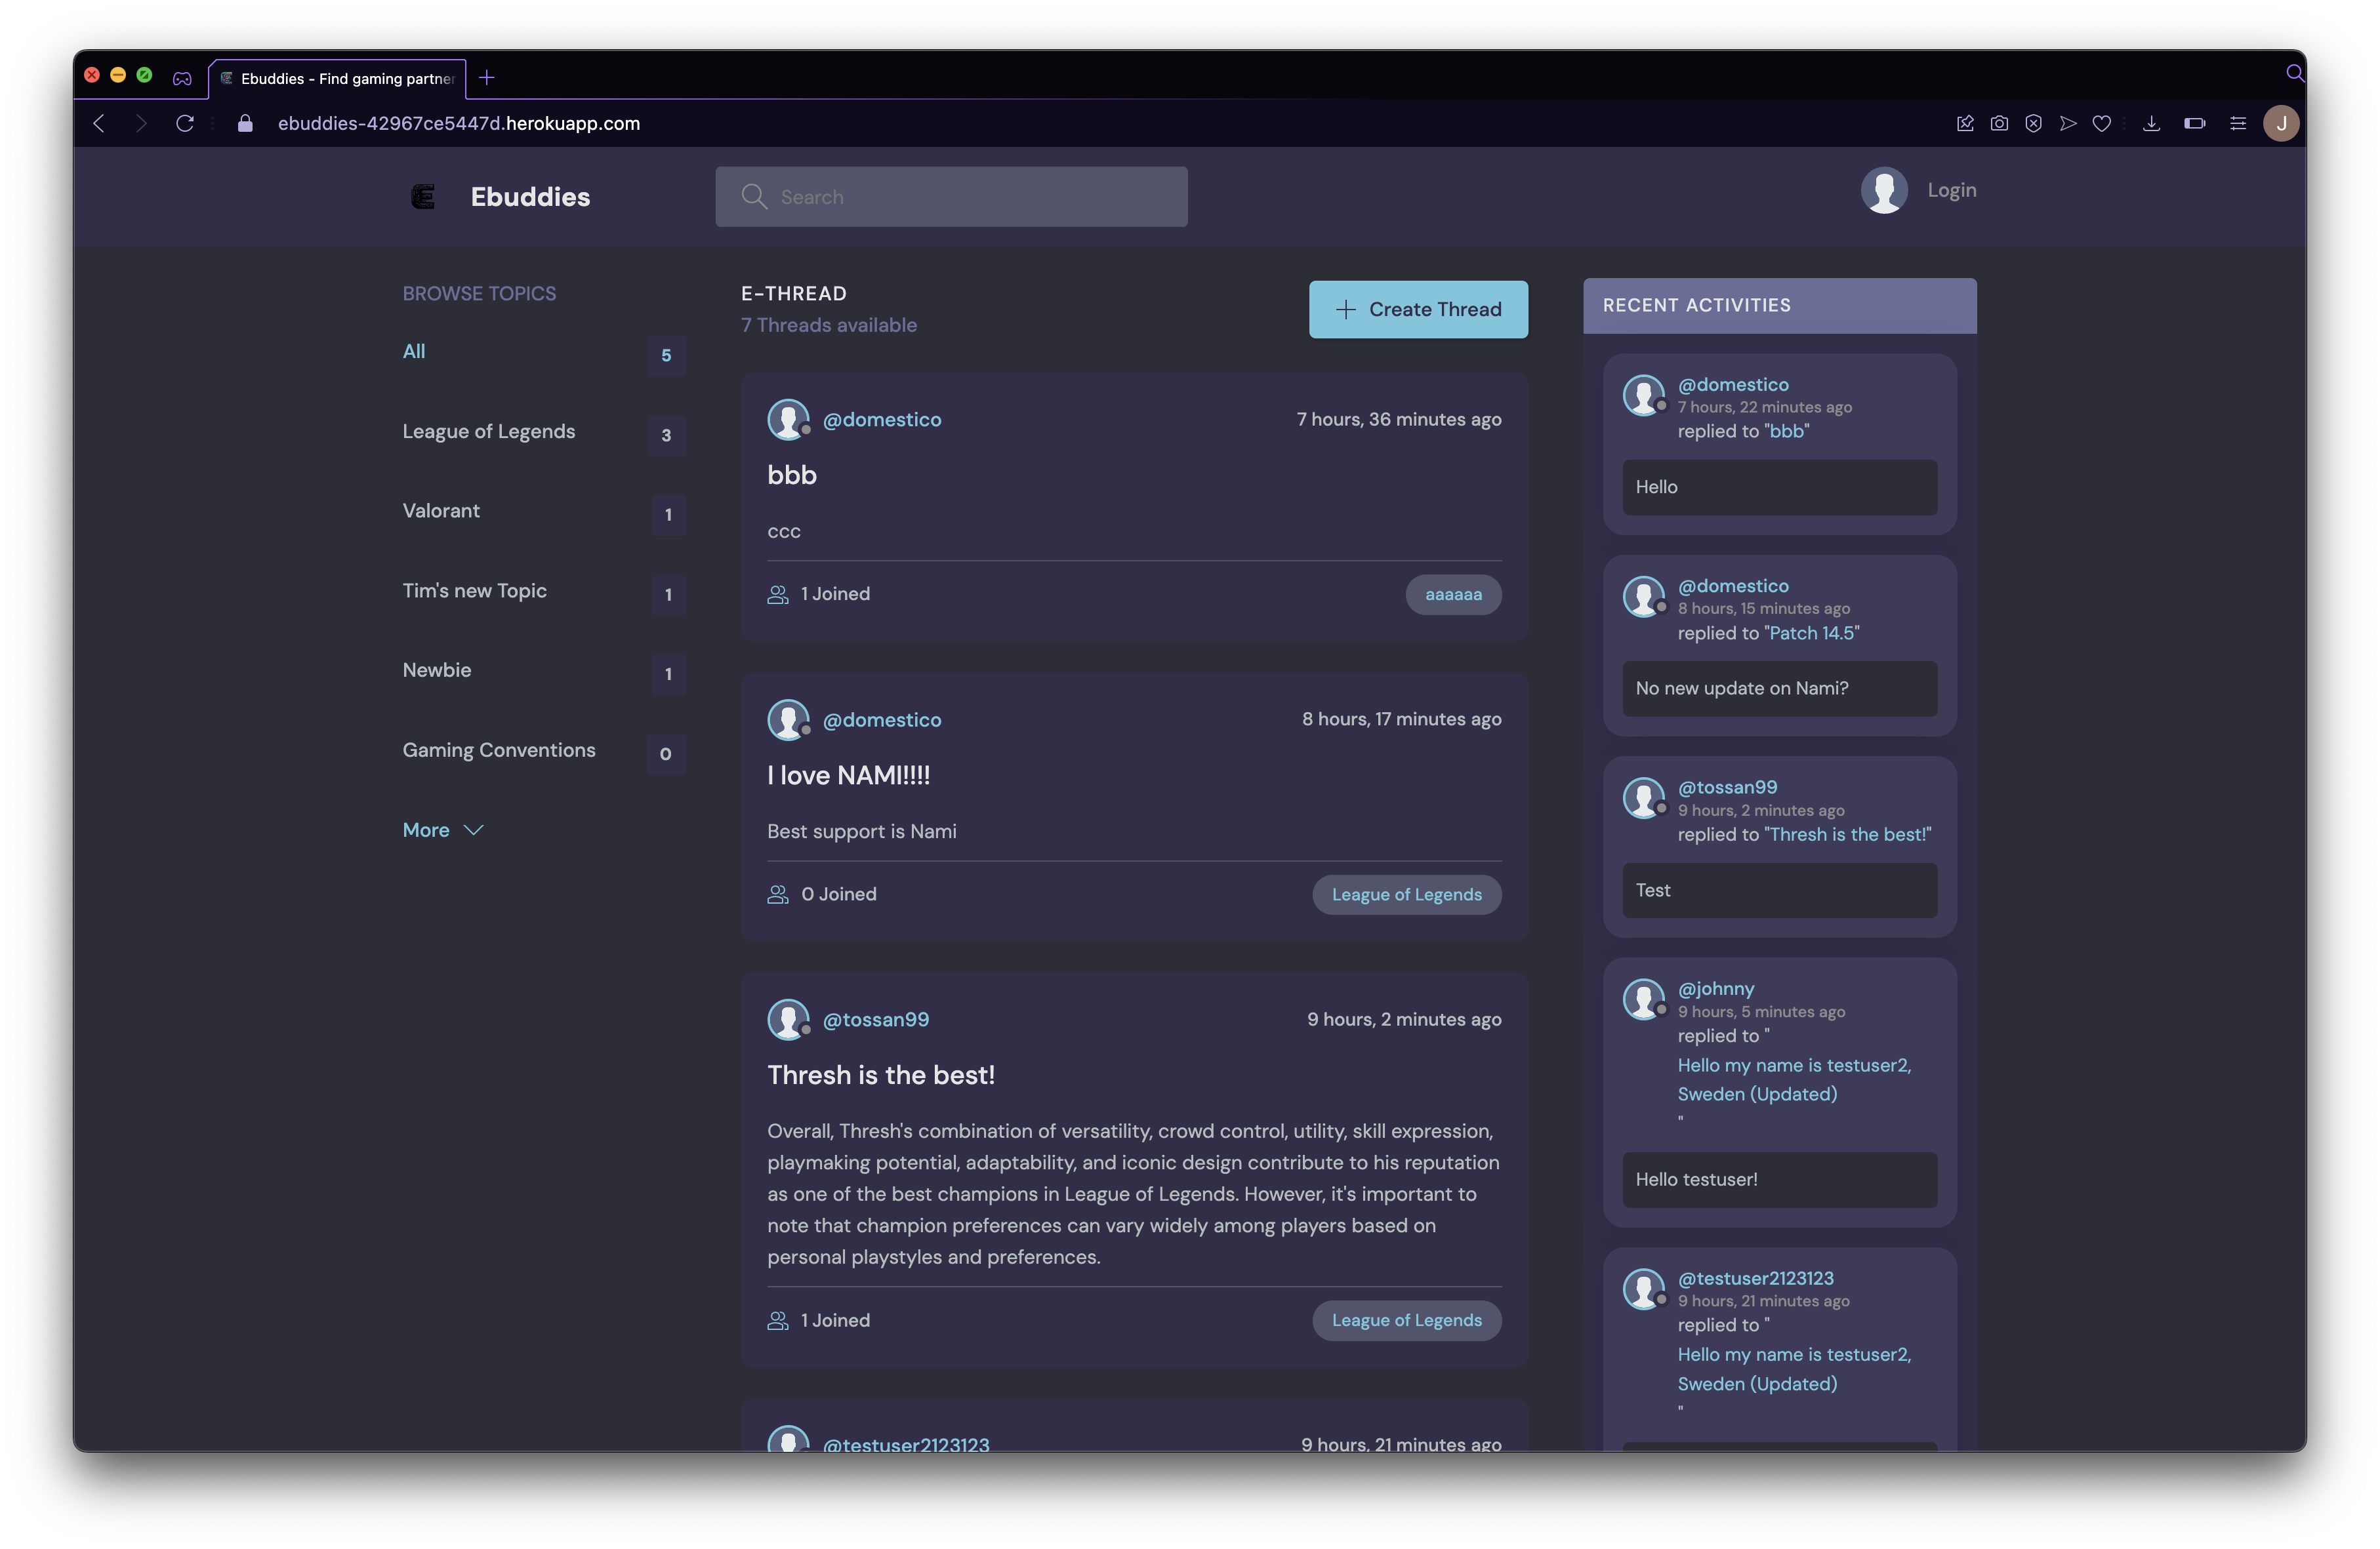 Ebuddies - Find gaming partner
ebuddies-42967ce5447d.herokuapp.com
J
Ebuddies
Search
Login
BROWSE TOPICS
All
5
League of Legends
3
Valorant
1
Tim's new Topic
1
Newbie
1
Gaming Conventions
0
More
E-THREAD
7 Threads available
Create Thread
@domestico
7 hours, 36 minutes ago
bbb
ccc
1 Joined
aaaaaa
@domestico
8 hours, 17 minutes ago
I love NAMI!!!!
Best support is Nami
0 Joined
League of Legends
@tossan99
9 hours, 2 minutes ago
Thresh is the best!
Overall, Thresh's combination of versatility, crowd control, utility, skill expression,
playmaking potential, adaptability, and iconic design contribute to his reputation
as one of the best champions in League of Legends. However, it's important to
note that champion preferences can vary widely among players based on
personal playstyles and preferences.
1 Joined
League of Legends
@testuser2123123
9 hours, 21 minutes ago
RECENT ACTIVITIES
@domestico
7 hours, 22 minutes ago
replied to "bbb"
Hello
@domestico
8 hours, 15 minutes ago
replied to "Patch 14.5"
No new update on Nami?
@tossan99
9 hours, 2 minutes ago
replied to "Thresh is the best!"
Test
@johnny
9 hours, 5 minutes ago
replied to "
Hello my name is testuser2,
Sweden (Updated)
"
Hello testuser!
@testuser2123123
9 hours, 21 minutes ago
replied to "
Hello my name is testuser2,
Sweden (Updated)
"